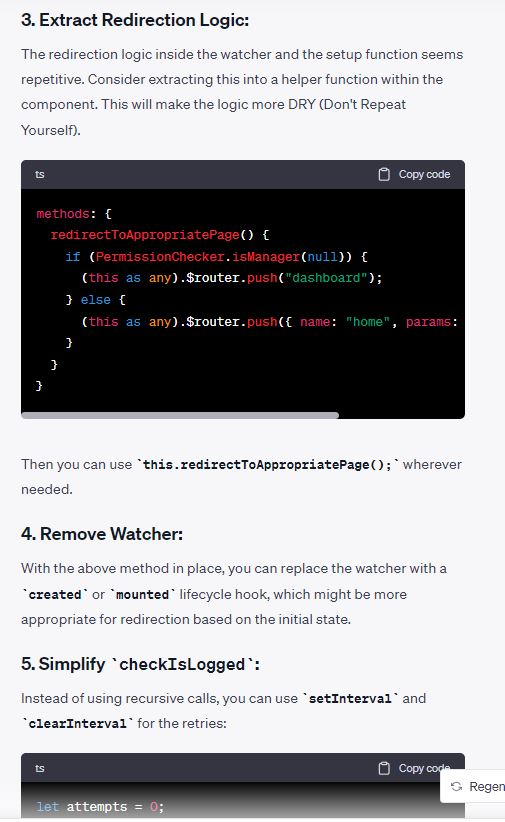 3. Extract Redirection Logic:
The redirection logic inside the watcher and the setup function seems
repetitive. Consider extracting this into a helper function within the
component. This will make the logic more DRY (Don't Repeat
Yourself).
ts Copy code
methods: {
  redirectToAppropriatePage() {
    if (PermissionChecker.isManager(null)) {
      (this as any).$router.push("dashboard");
    } else {
      (this as any).$router.push({ name: "home", params:
    }
  }
}
Then you can use `this.redirectToAppropriatePage();` wherever
needed.
4. Remove Watcher:
With the above method in place, you can replace the watcher with a
`created` or `mounted` lifecycle hook, which might be more
appropriate for redirection based on the initial state.
5. Simplify `checkIsLogged`:
Instead of using recursive calls, you can use `setInterval` and
`clearInterval` for the retries:
ts Copy code
Regen
let attempts = 0;